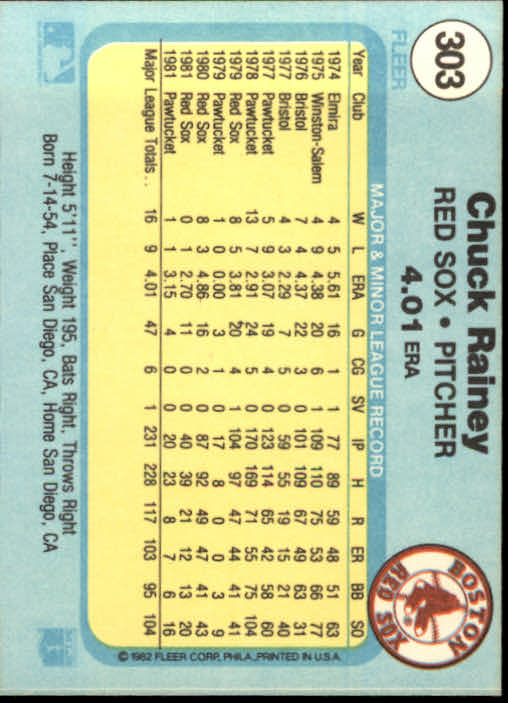 303
FLEER
Chuck Rainey
RED SOX • PITCHER
4.01 ERA
BOSTON
RED SOX
MAJOR & MINOR LEAGUE RECORD
Year Club W L ERA G CG SV IP H R ER BB SO
1974 Elmira 4 5 5.61 16 1 1 77 89 59 48 51 63
1975 Winston-Salem 4 9 4.38 20 6 1 109 110 75 53 66 77
1976 Bristol 7 4 4.37 22 3 0 101 109 67 49 63 31
1977 Bristol 4 3 2.29 7 5 0 59 55 19 15 21 40
1977 Pawtucket 5 9 3.07 19 4 0 123 114 65 42 58 60
1978 Pawtucket 13 7 2.91 24 5 0 170 169 71 55 75 104
1979 Red Sox 8 5 3.81 20 4 1 104 97 47 44 41 41
1979 Pawtucket 1 0 0.00 3 1 0 17 8 0 0 3 9
1980 Red Sox 8 3 4.86 16 2 0 87 92 49 47 41 43
1981 Red Sox 0 1 2.70 11 0 0 40 39 21 12 13 20
1981 Pawtucket 1 1 3.15 4 0 0 20 23 8 7 6 16
Major League Totals . . 16 9 4.01 47 6 1 231 228 117 103 95 104
© 1982 FLEER CORP, PHILA., PRINTED IN U.S.A.
Height 5'11", Weight 195, Bats Right, Throws Right
Born 7-14-54, Place San Diego, CA, Home San Diego, CA